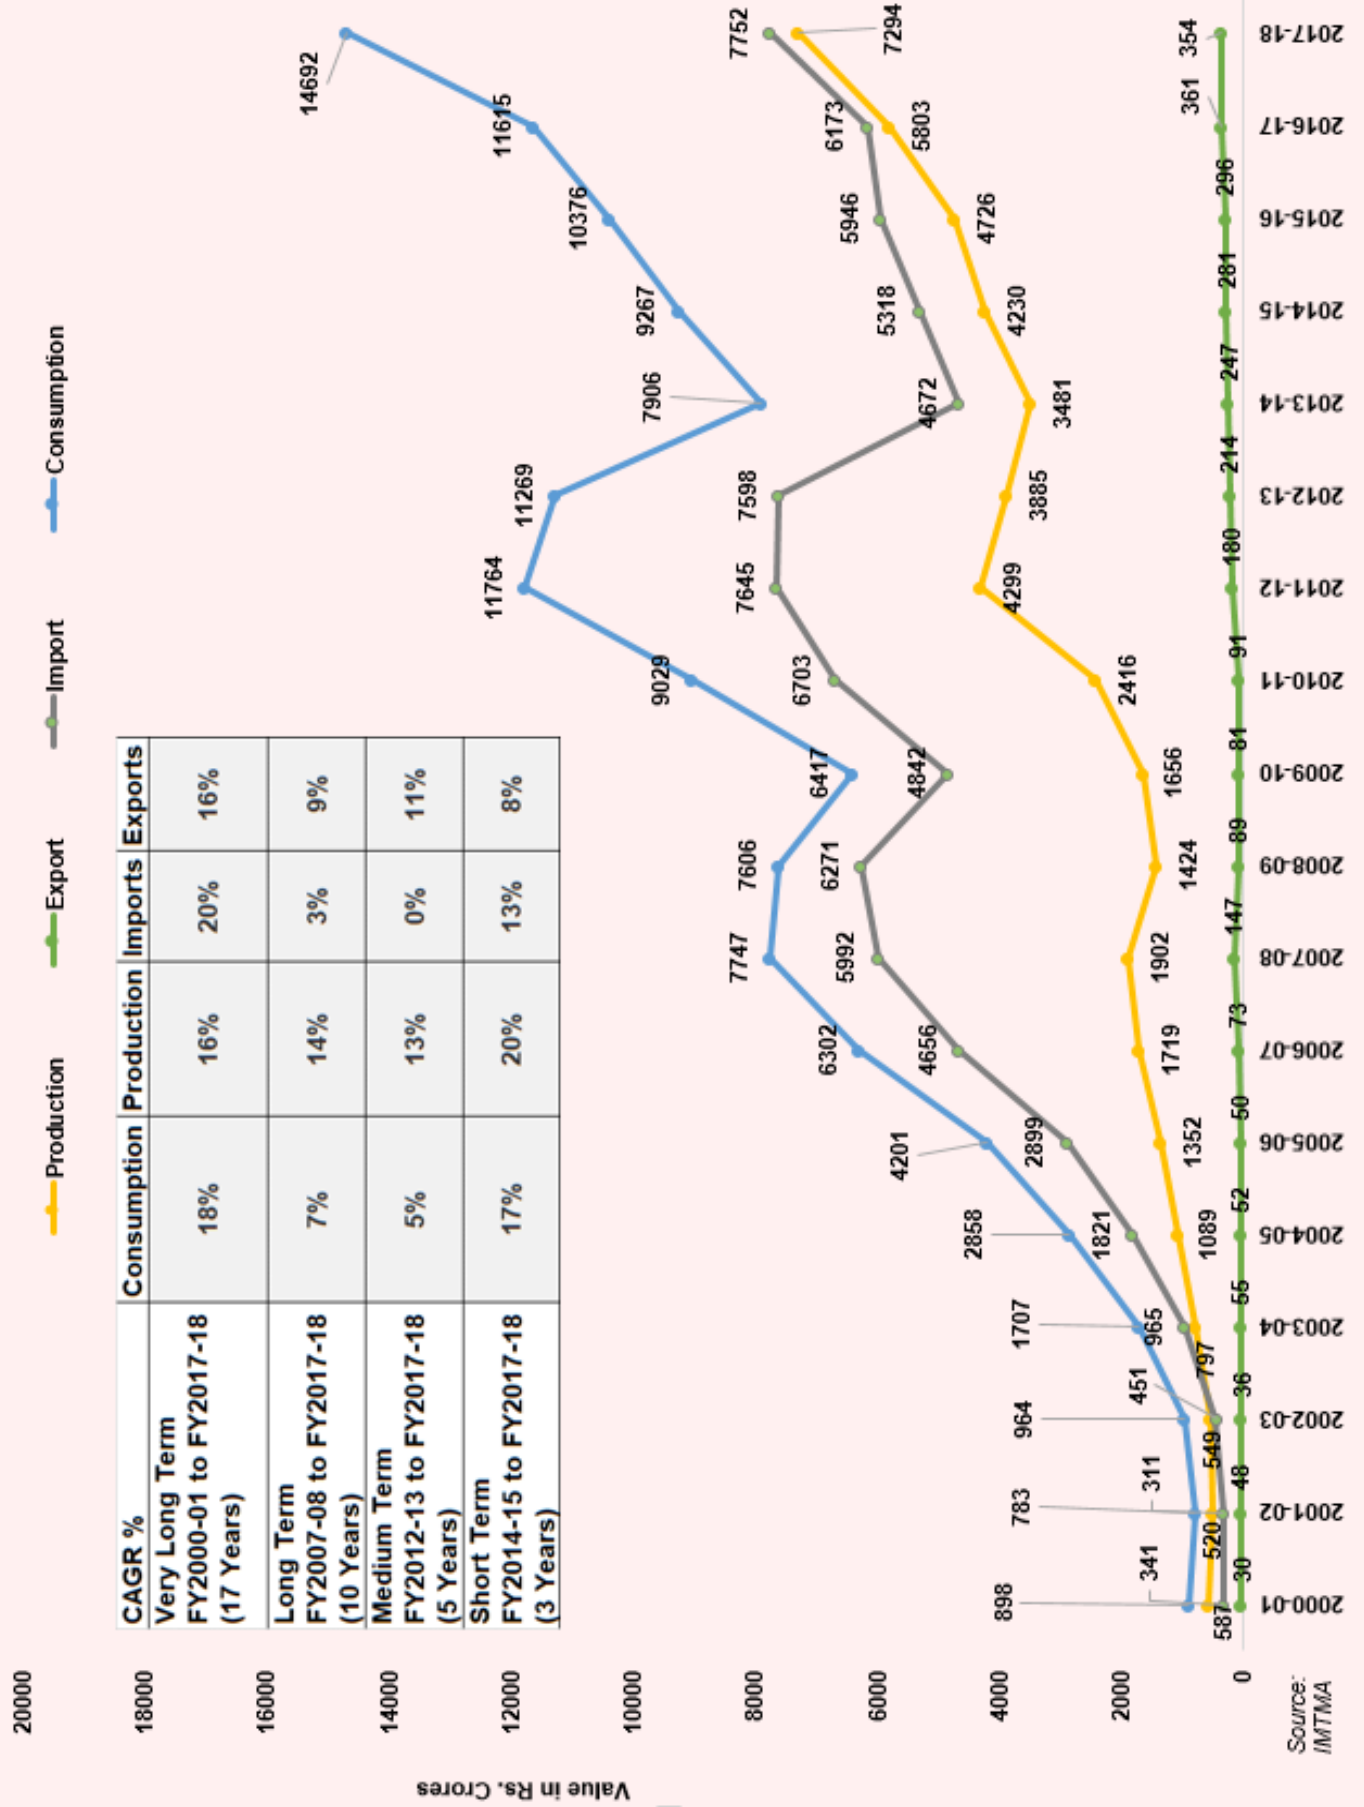 Production
Export
Import
Consumption
Value in Rs. Crores
20000
18000
16000
14000
12000
10000
8000
6000
4000
2000
0
CAGR % Consumption Production Imports Exports
Very Long Term
FY2000-01 to FY2017-18 18% 16% 20% 16%
(17 Years)
Long Term
FY2007-08 to FY2017-18 7% 14% 3% 9%
(10 Years)
Medium Term
FY2012-13 to FY2017-18 5% 13% 0% 11%
(5 Years)
Short Term
FY2014-15 to FY2017-18 17% 20% 13% 8%
(3 Years)
898 783 964 1707 2858 4201 6302 7747 7606 6417 9029 11764 11269 7906 9267 10376 11615 14692
341 311 451 965 1821 2899 4656 5992 6271 4842 6703 7645 7598 4672 5318 5946 6173 7752
587 520 549 797 1089 1352 1719 1902 1424 1656 2416 4299 3885 3481 4230 4726 5803 7294
30 48 36 55 52 50 73 147 89 81 91 180 214 247 281 296 361 354
2000-01 2001-02 2002-03 2003-04 2004-05 2005-06 2006-07 2007-08 2008-09 2009-10 2010-11 2011-12 2012-13 2013-14 2014-15 2015-16 2016-17 2017-18
Source:
IMTMA